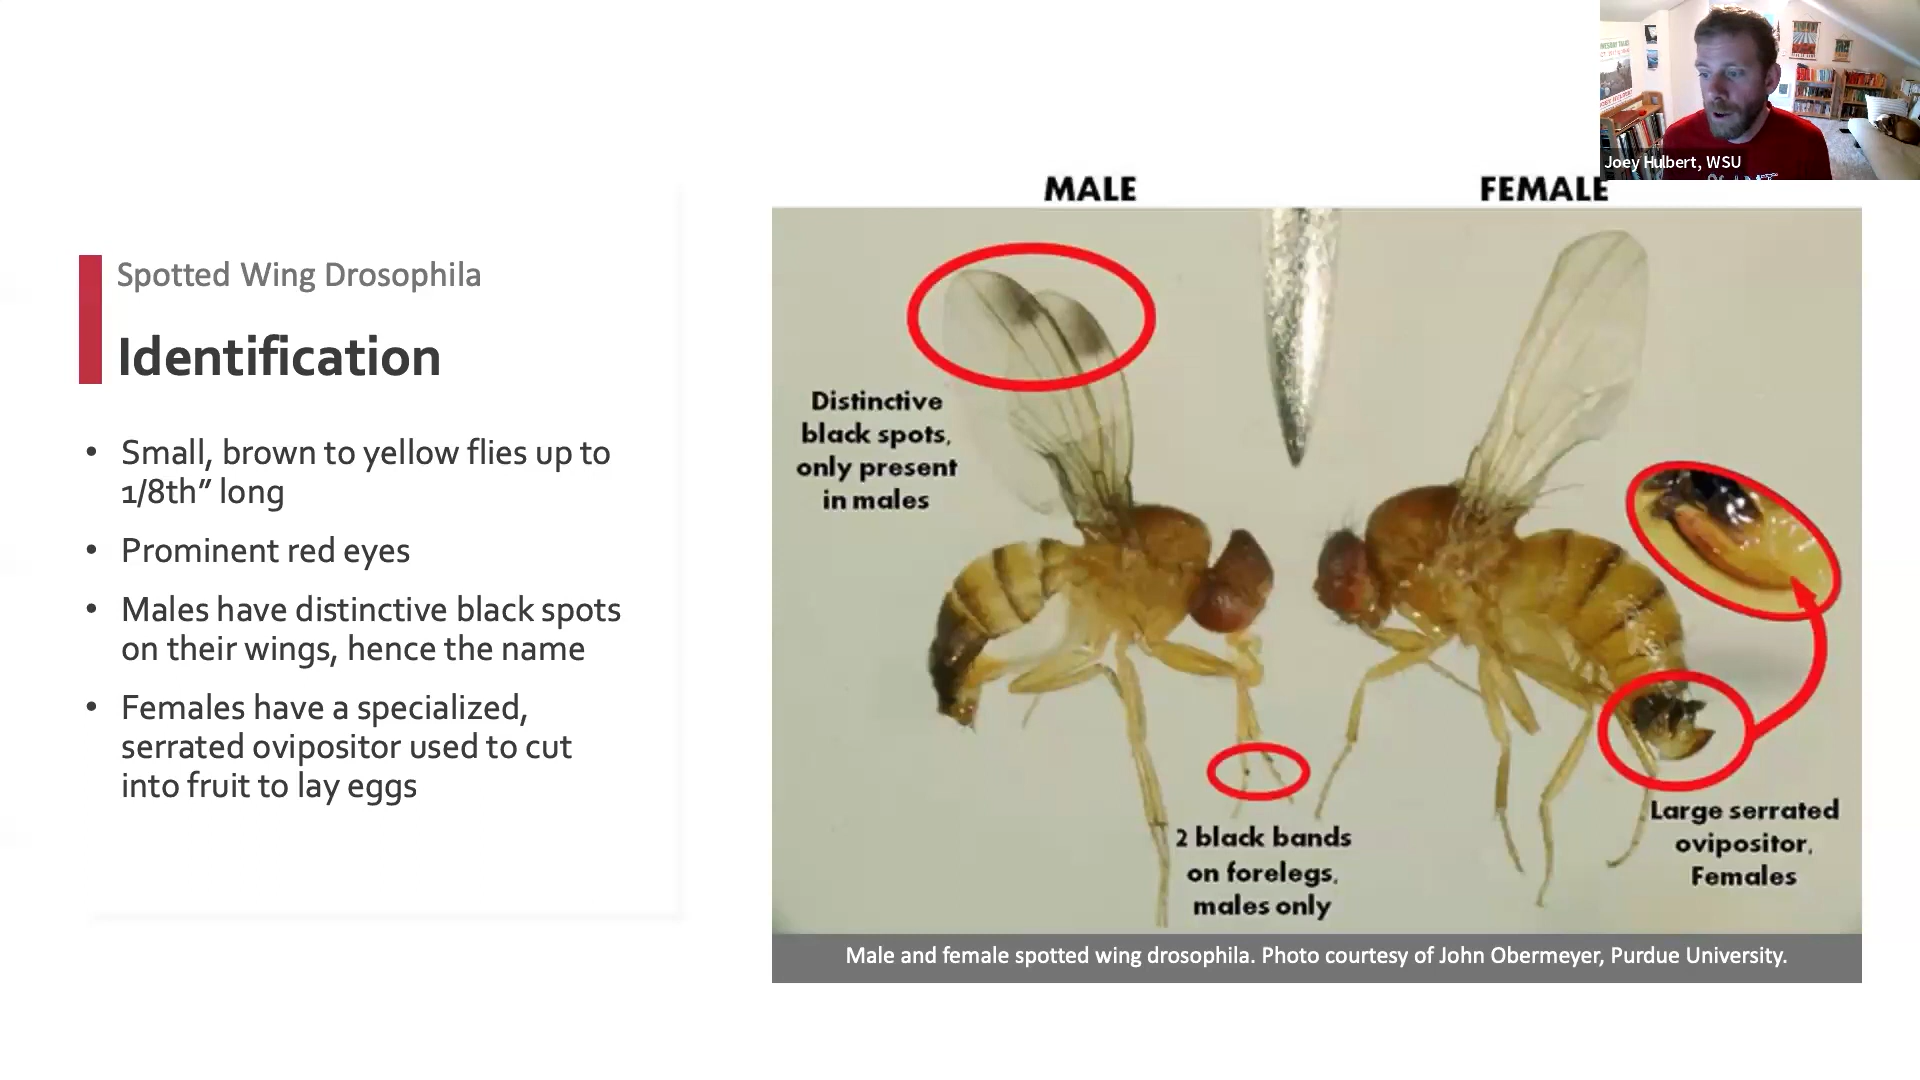 Joey Hulbert, WSU
Spotted Wing Drosophila
Identification
• Small, brown to yellow flies up to
1/8th” long
• Prominent red eyes
• Males have distinctive black spots
on their wings, hence the name
• Females have a specialized,
serrated ovipositor used to cut
into fruit to lay eggs
MALE
FEMALE
Distinctive
black spots,
only present
in males
2 black bands
on forelegs,
males only
Large serrated
ovipositor,
Females
Male and female spotted wing drosophila. Photo courtesy of John Obermeyer, Purdue University.